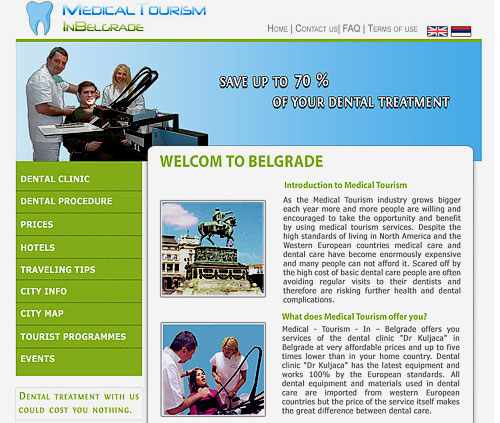 MEDICAL TOURISM
INBELGRADE
HOME | CONTACT US| FAQ | TERMS OF USE
SAVE UP TO 70 %
OF YOUR DENTAL TREATMENT
DENTAL CLINIC
DENTAL PROCEDURE
PRICES
HOTELS
TRAVELING TIPS
CITY INFO
CITY MAP
TOURIST PROGRAMMES
EVENTS
DENTAL TREATMENT WITH US
COULD COST YOU NOTHING.
WELCOM TO BELGRADE
Introduction to Medical Tourism
As the Medical Tourism industry grows bigger
each year more and more people are willing and
encouraged to take the opportunity and benefit
by using medical tourism services. Despite the
high standards of living in North America and the
Western European countries medical care and
dental care have become enormously expensive
and many people can not afford it. Scared off by
the high cost of basic dental care people are often
avoiding regular visits to their dentists and
therefore are risking further health and dental
complications.
What does Medical Tourism offer you?
Medical - Tourism - In – Belgrade offers you
services of the dental clinic "Dr Kuljaca" in
Belgrade at very affordable prices and up to five
times lower than in your home country. Dental
clinic "Dr Kuljaca" has the latest equipment and
works 100% by the European standards. All
dental equipment and materials used in dental
care are imported from western European
countries but the price of the service itself makes
the great difference between dental care.